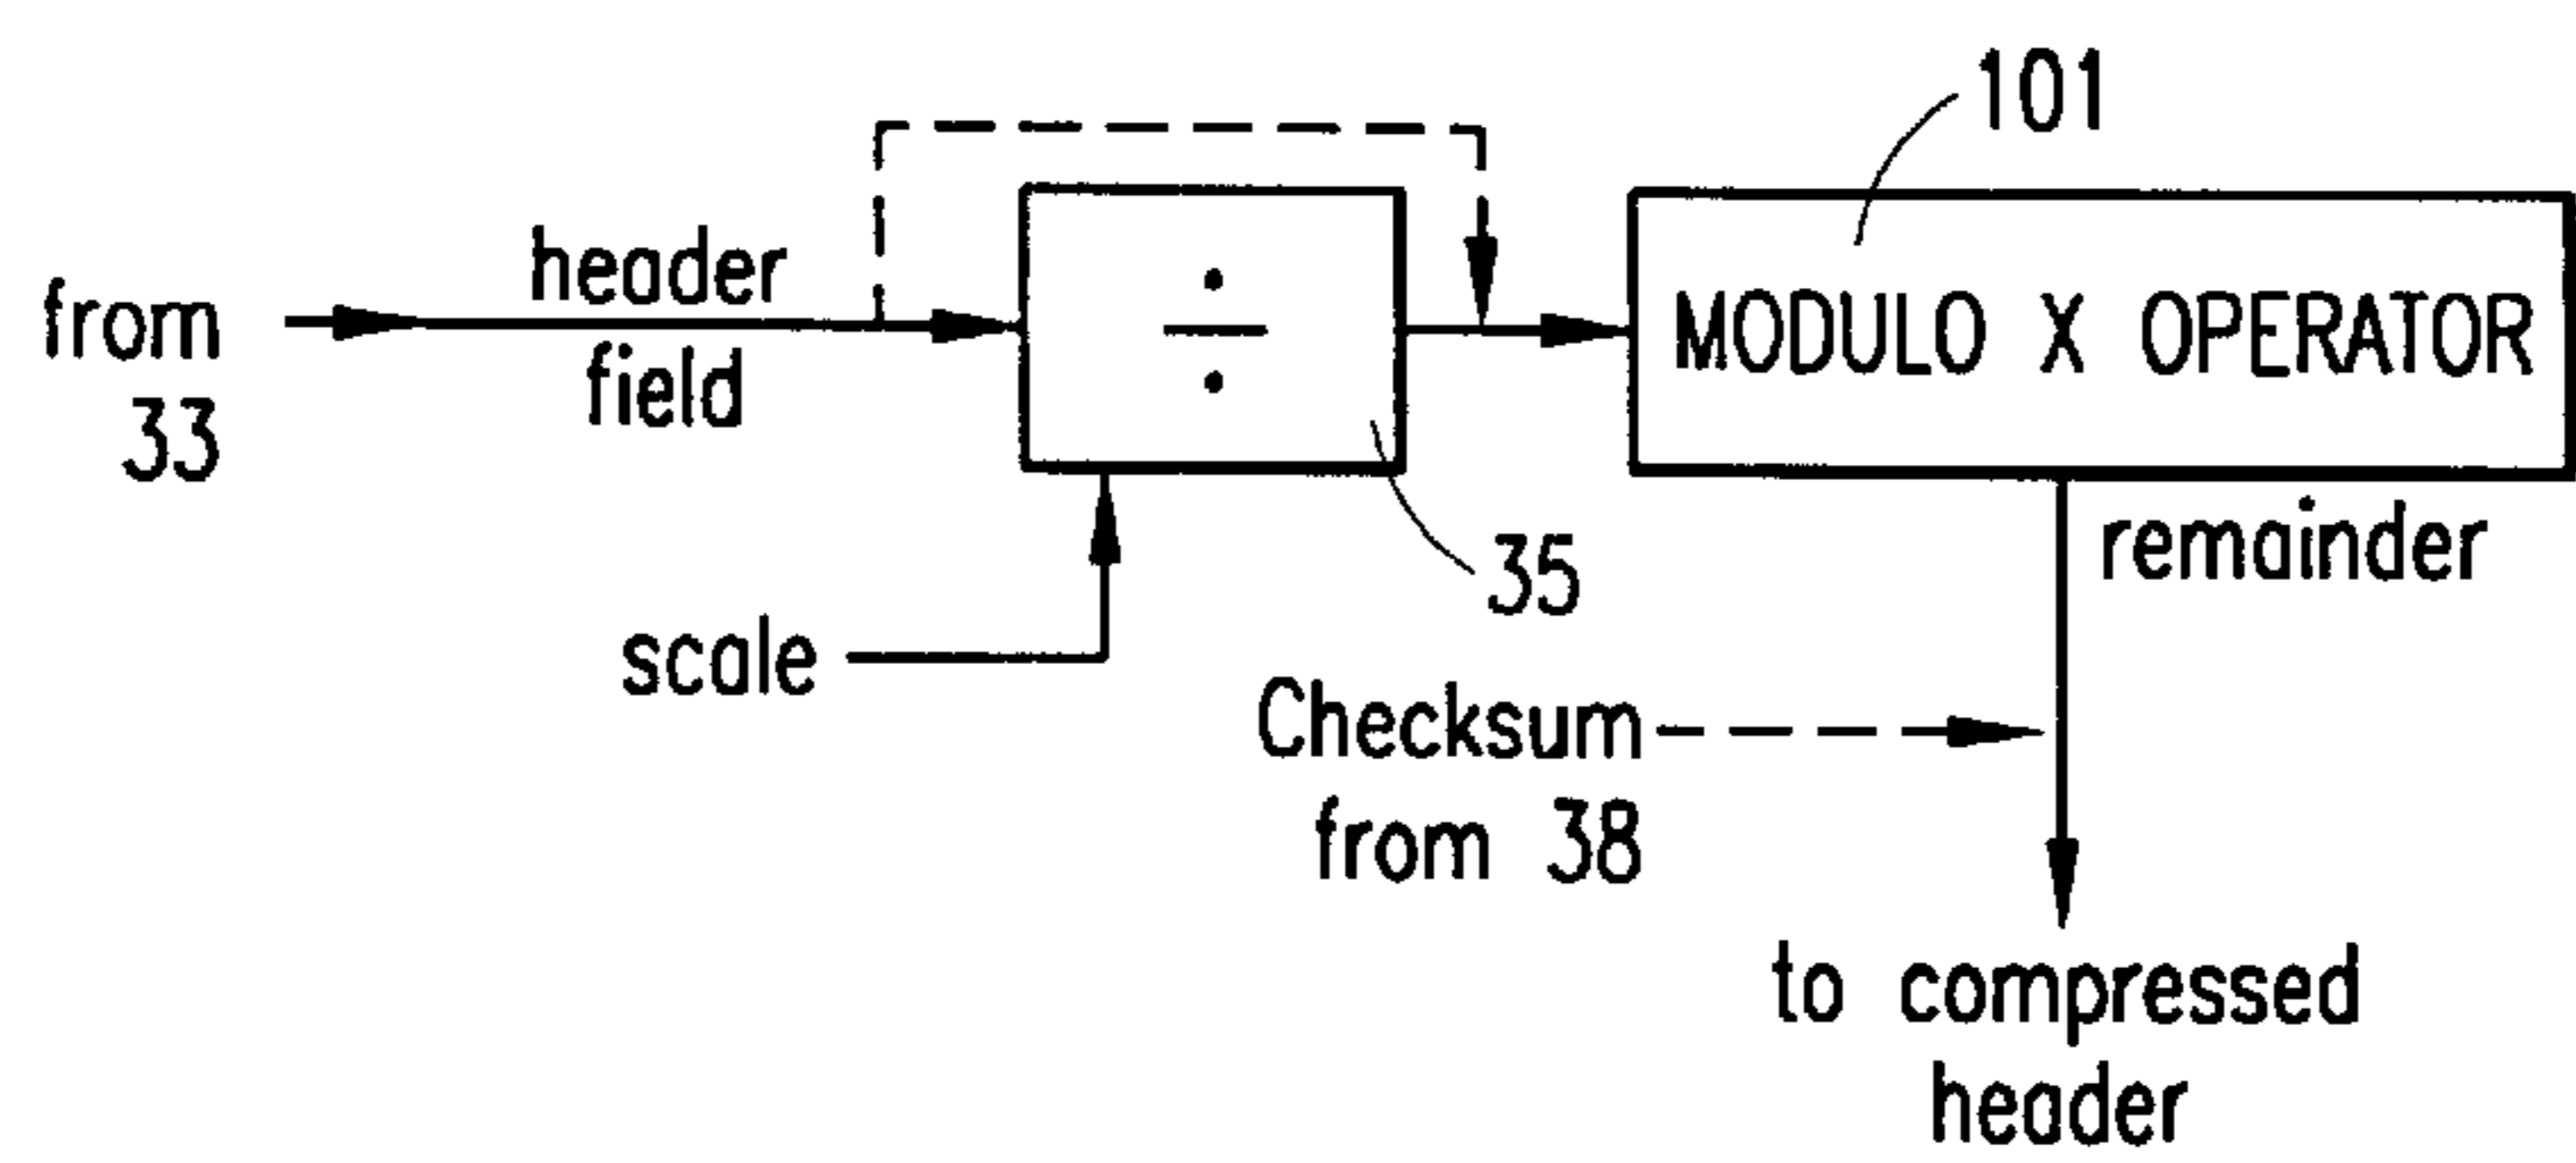 101
header
from
33
field
÷
MODULO X OPERATOR
35
remainder
scale
Checksum
from 38
to compressed
header